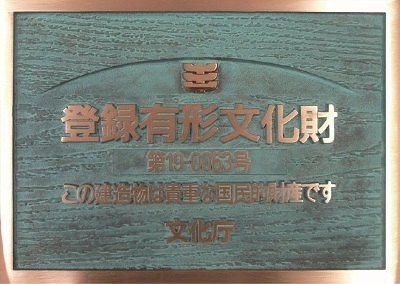 登録有形文化財
第19-0063号
この建造物は貴重な国民的財産です
文化庁